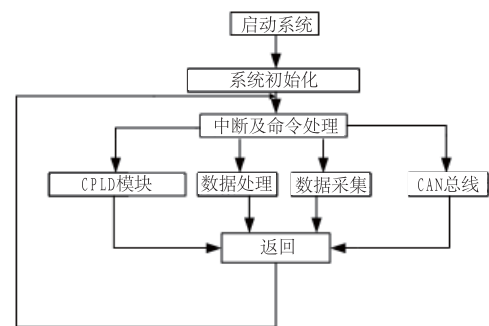 启动系统
系统初始化
中断及命令处理
CPLD模块
数据处理
数据采集
CAN总线
返回